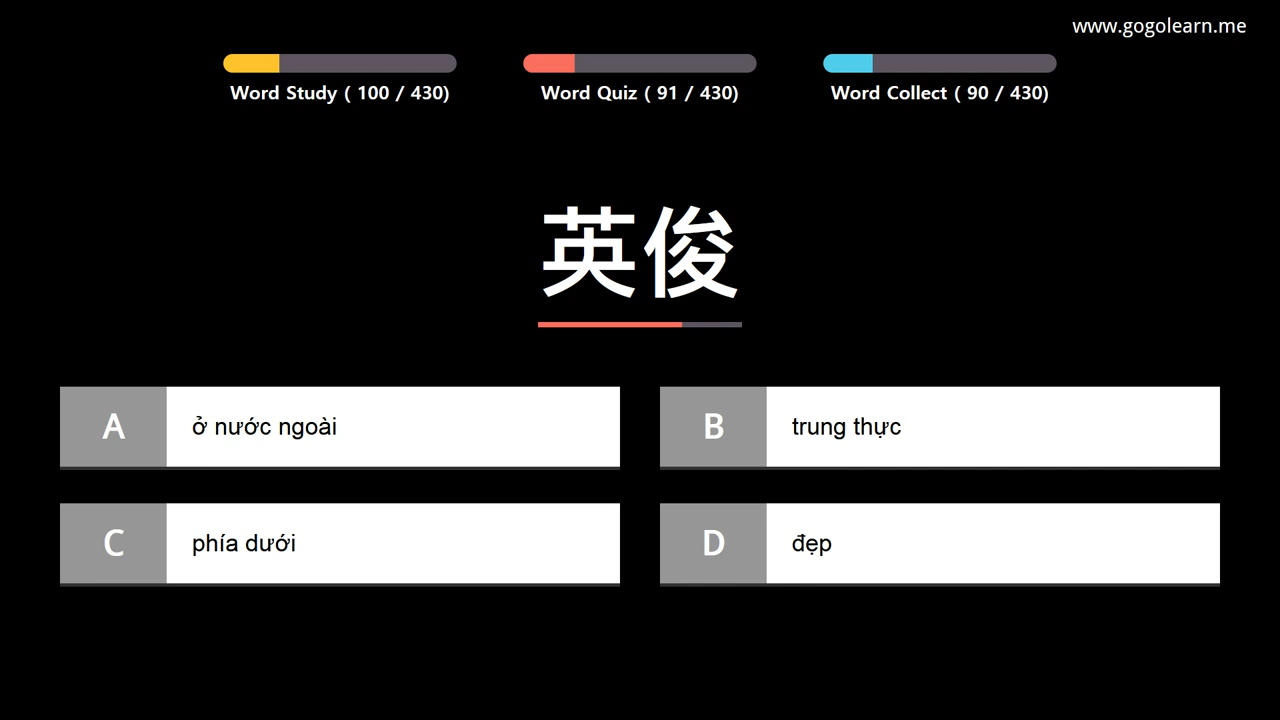 www.gogolearn.me
Word Study ( 100 / 430)
Word Quiz ( 91 / 430)
Word Collect ( 90 / 430)
英俊
A ở nước ngoài
B trung thực
C phía dưới
D đẹp